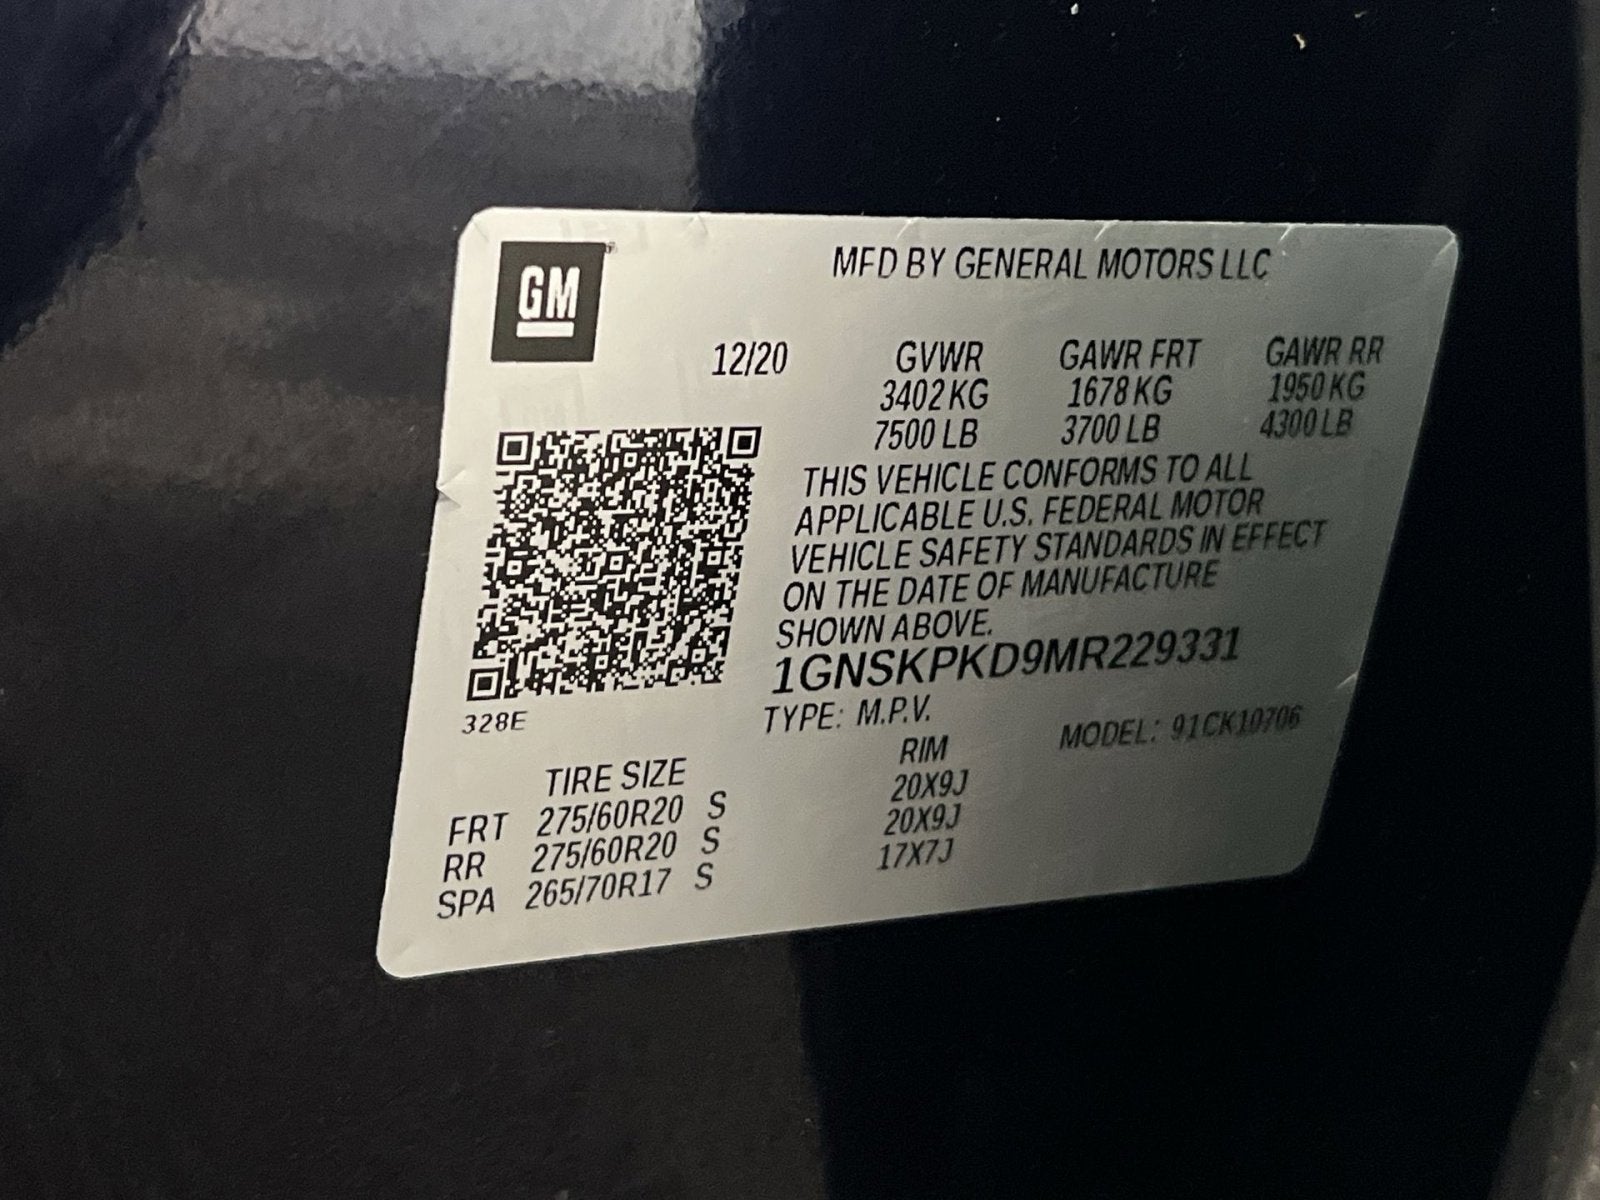 GM
MFD BY GENERAL MOTORS LLC
12/20 GVWR GAWR FRT GAWR RR
3402 KG 1678 KG 1950 KG
7500 LB 3700 LB 4300 LB
THIS VEHICLE CONFORMS TO ALL
APPLICABLE U.S. FEDERAL MOTOR
VEHICLE SAFETY STANDARDS IN EFFECT
ON THE DATE OF MANUFACTURE
SHOWN ABOVE.
1GNSKPKD9MR229331
328E
TYPE: M.P.V. MODEL: 91CK10706
TIRE SIZE RIM
FRT 275/60R20 S 20X9J
RR 275/60R20 S 20X9J
SPA 265/70R17 S 17X7J